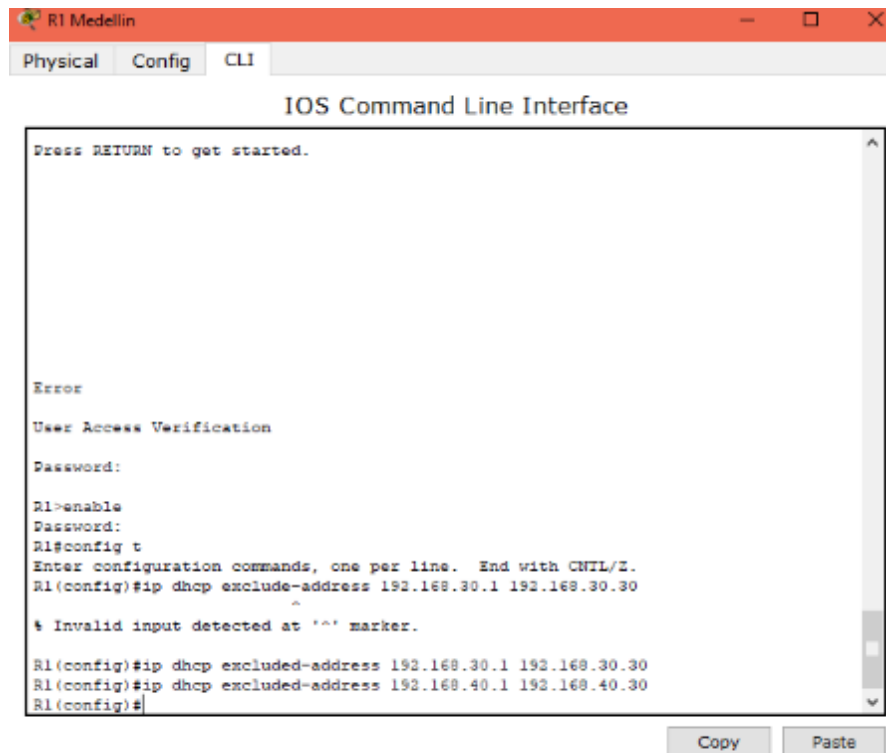 R1 Medellin
Physical Config CLI
IOS Command Line Interface
Press RETURN to get started.
Error
User Access Verification
Password:
R1>enable
Password:
R1#config t
Enter configuration commands, one per line. End with CNTL/Z.
R1(config)#ip dhcp exclude-address 192.168.30.1 192.168.30.30
^
% Invalid input detected at '^' marker.
R1(config)#ip dhcp excluded-address 192.168.30.1 192.168.30.30
R1(config)#ip dhcp excluded-address 192.168.40.1 192.168.40.30
R1(config)#
Copy Paste